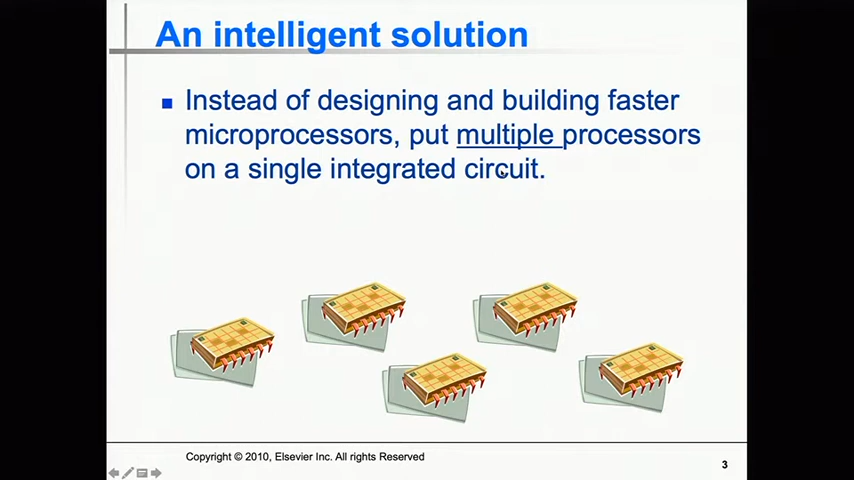 An intelligent solution
Instead of designing and building faster
microprocessors, put multiple processors
on a single integrated circuit.
Copyright © 2010, Elsevier Inc. All rights Reserved
3